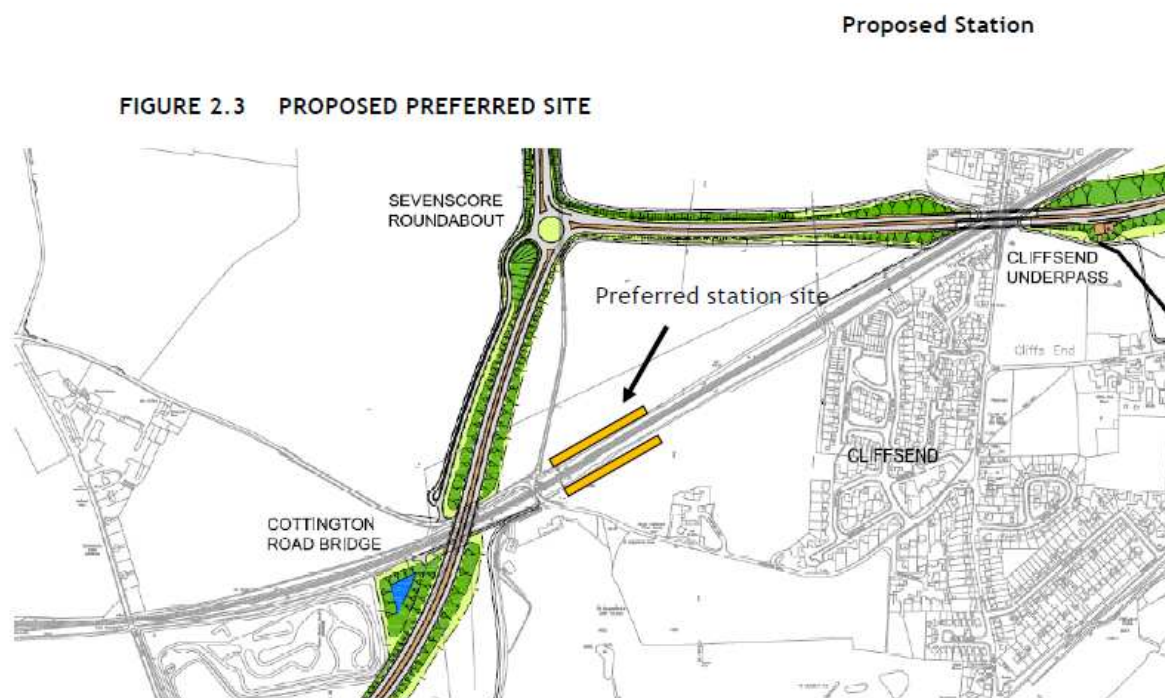 Proposed Station
FIGURE 2.3 PROPOSED PREFERRED SITE
SEVENSCORE
ROUNDABOUT
CLIFFSEND
UNDERPASS
Preferred station site
Cliffs End
CLIFFSEND
COTTINGTON
ROAD BRIDGE